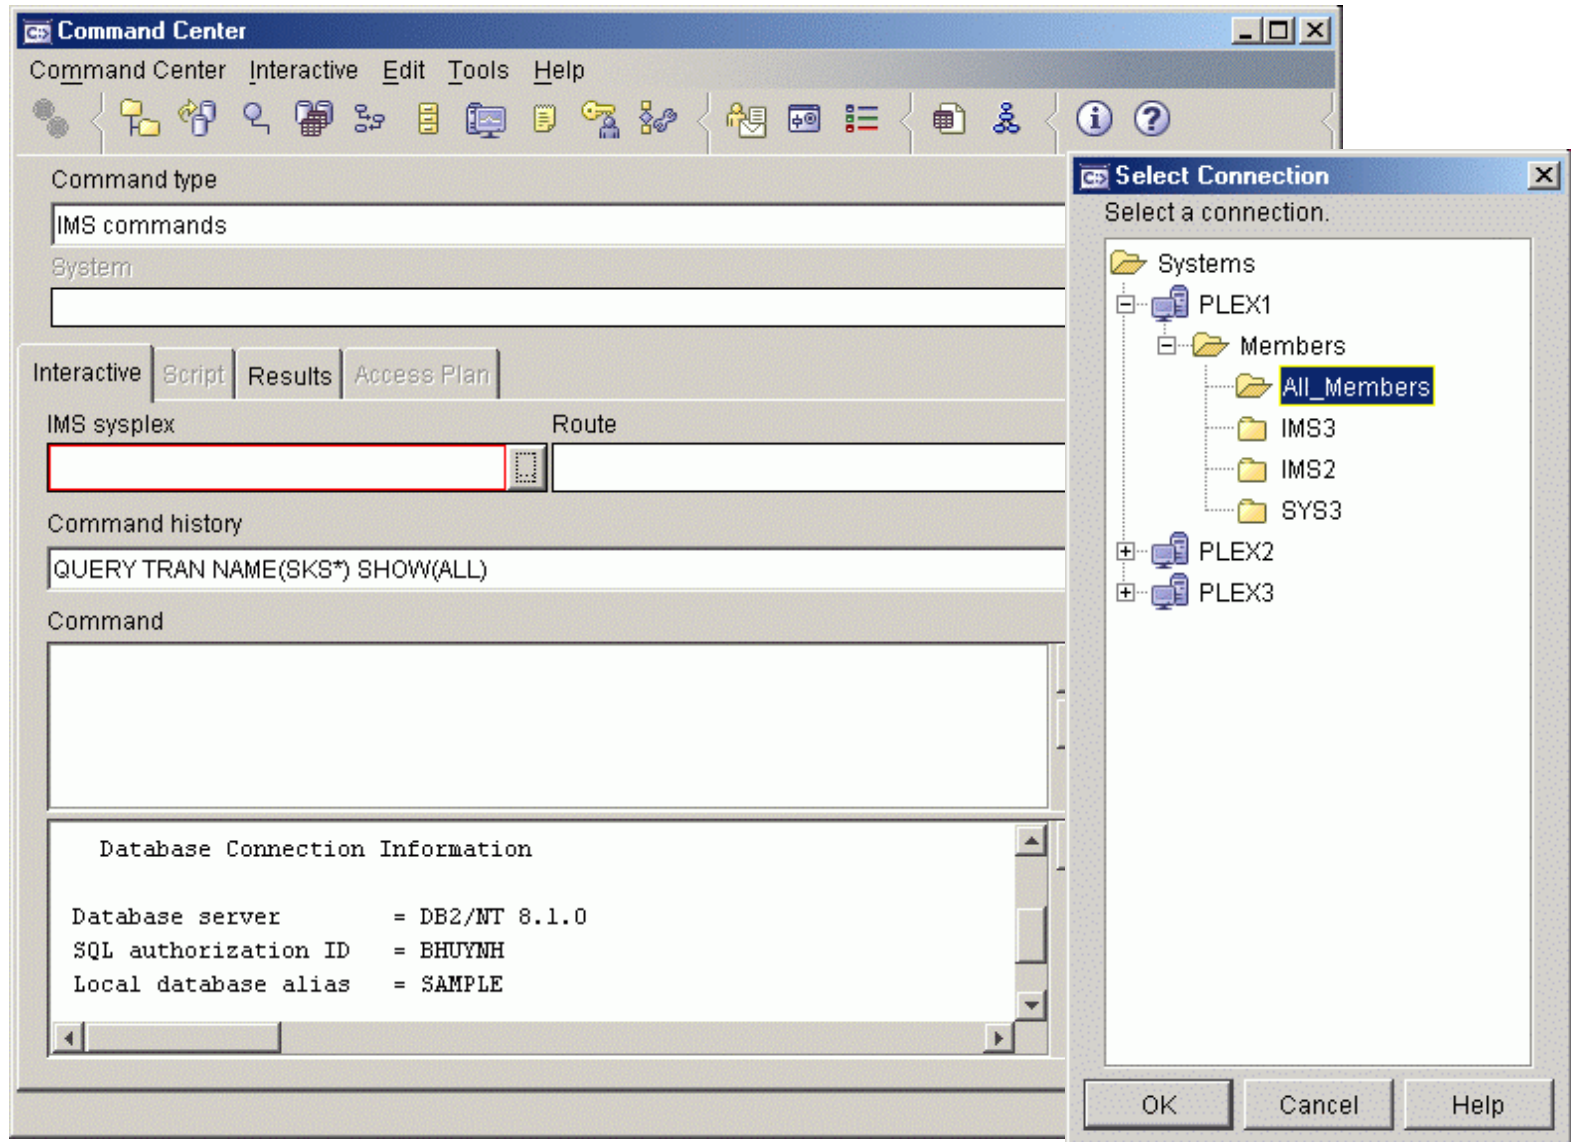 Command Center
Command Center Interactive Edit Tools Help
Command type
IMS commands
System
Interactive Script Results Access Plan
IMS sysplex Route
Command history
QUERY TRAN NAME(SKS*) SHOW(ALL)
Command
Database Connection Information
Database server = DB2/NT 8.1.0
SQL authorization ID = BHUYNH
Local database alias = SAMPLE
Select Connection
Select a connection.
Systems
PLEX1
Members
All_Members
IMS3
IMS2
SYS3
PLEX2
PLEX3
OK Cancel Help